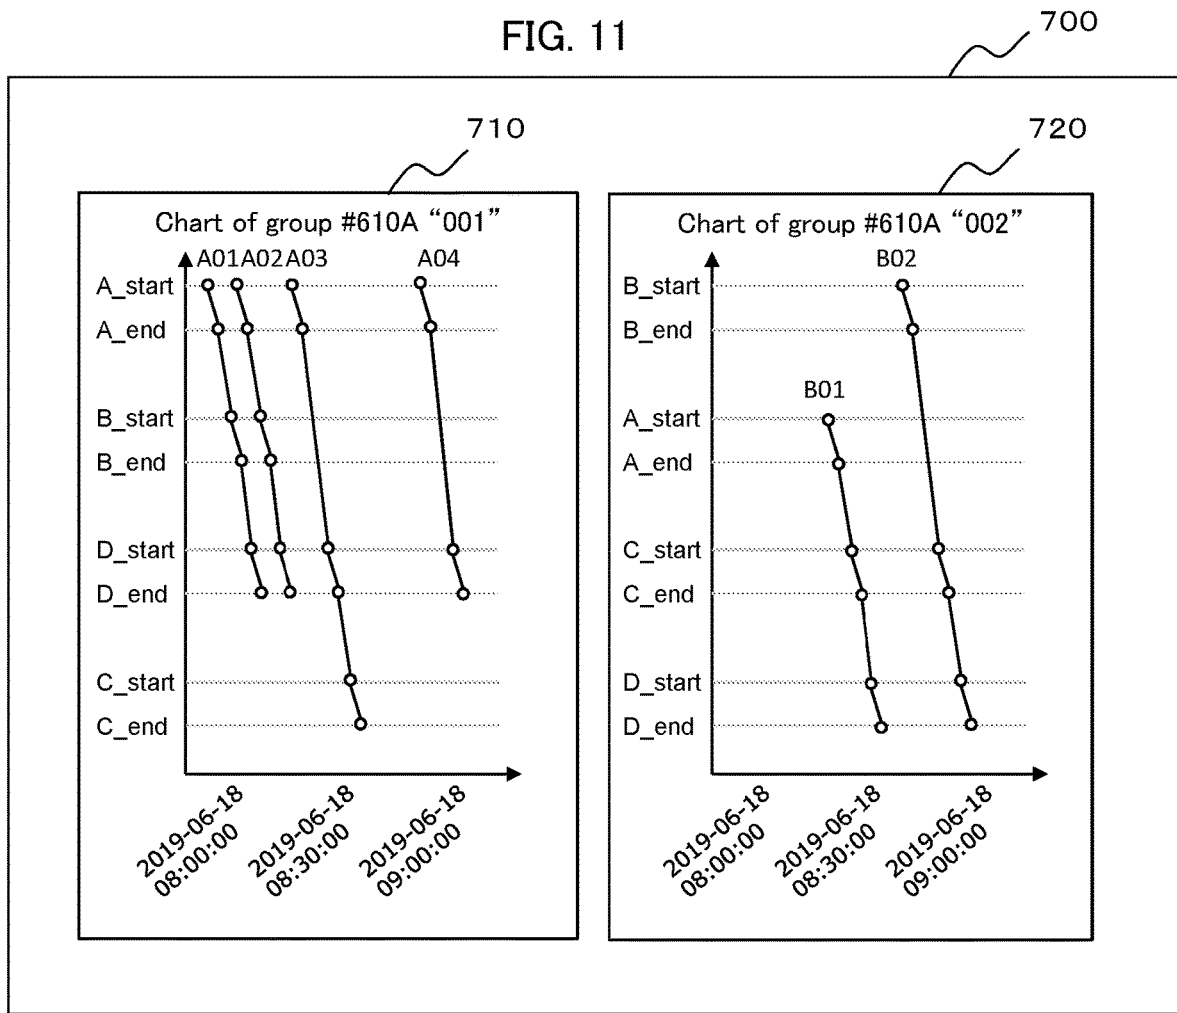 FIG. 11
700
710
720
Chart of group #610A “001”
A01 A02 A03 A04
A_start
A_end
B_start
B_end
D_start
D_end
C_start
C_end
2019-06-18
08:00:00
2019-06-18
08:30:00
2019-06-18
09:00:00
Chart of group #610A “002”
B02
B_start
B_end
B01
A_start
A_end
C_start
C_end
D_start
D_end
2019-06-18
08:00:00
2019-06-18
08:30:00
2019-06-18
09:00:00